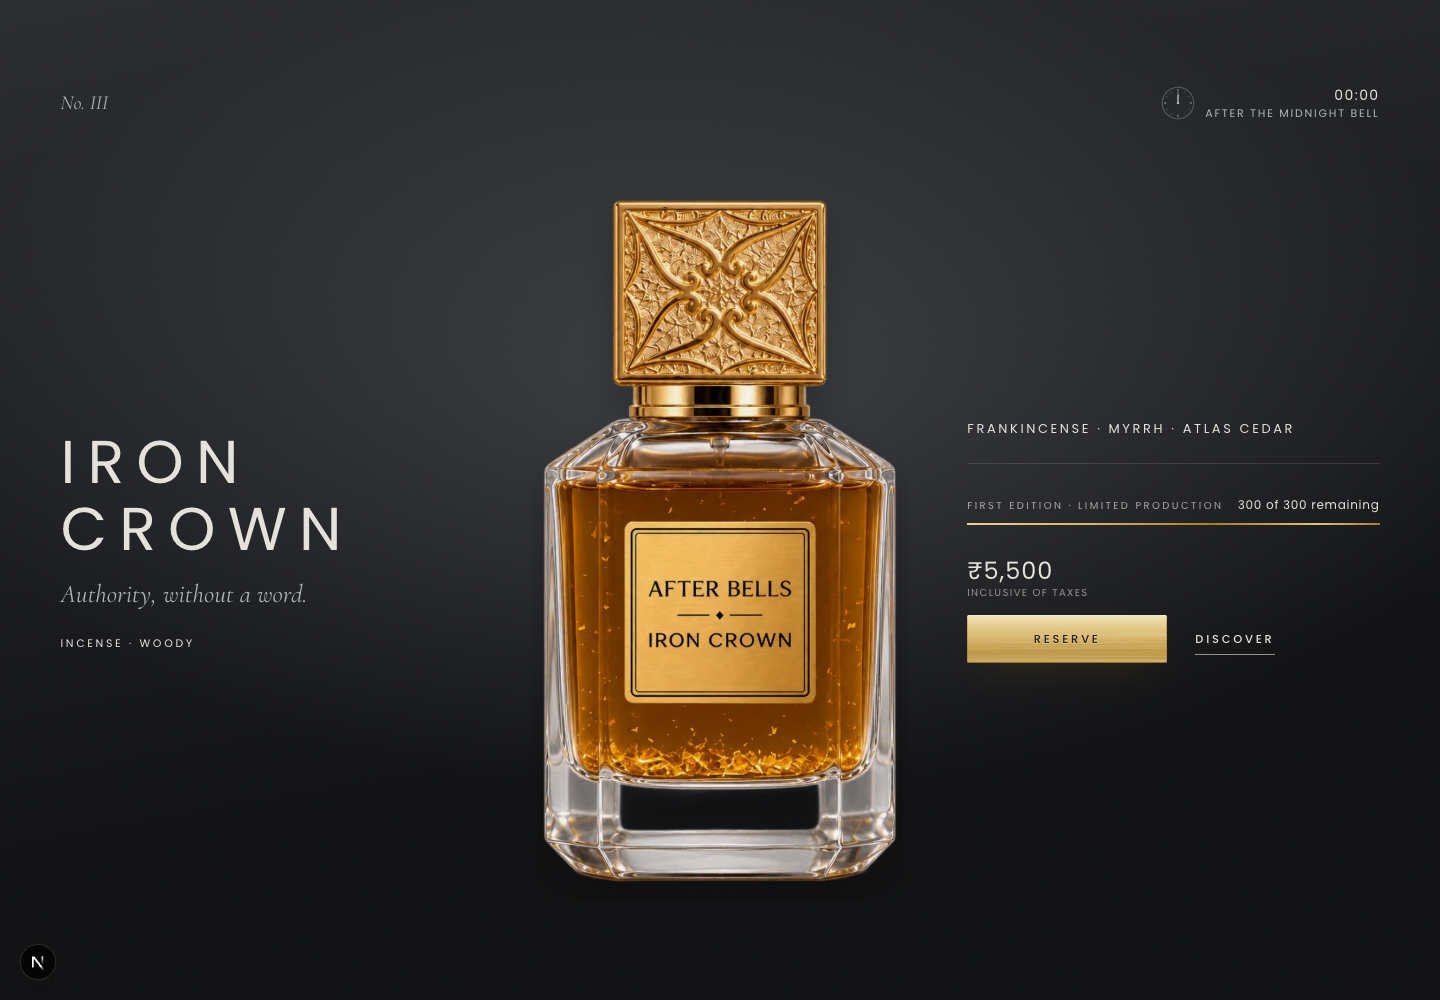 No. III
00:00
AFTER THE MIDNIGHT BELL
IRON
CROWN
Authority, without a word.
INCENSE · WOODY
AFTER BELLS
IRON CROWN
FRANKINCENSE · MYRRH · ATLAS CEDAR
FIRST EDITION · LIMITED PRODUCTION 300 of 300 remaining
₹5,500
INCLUSIVE OF TAXES
RESERVE DISCOVER
N